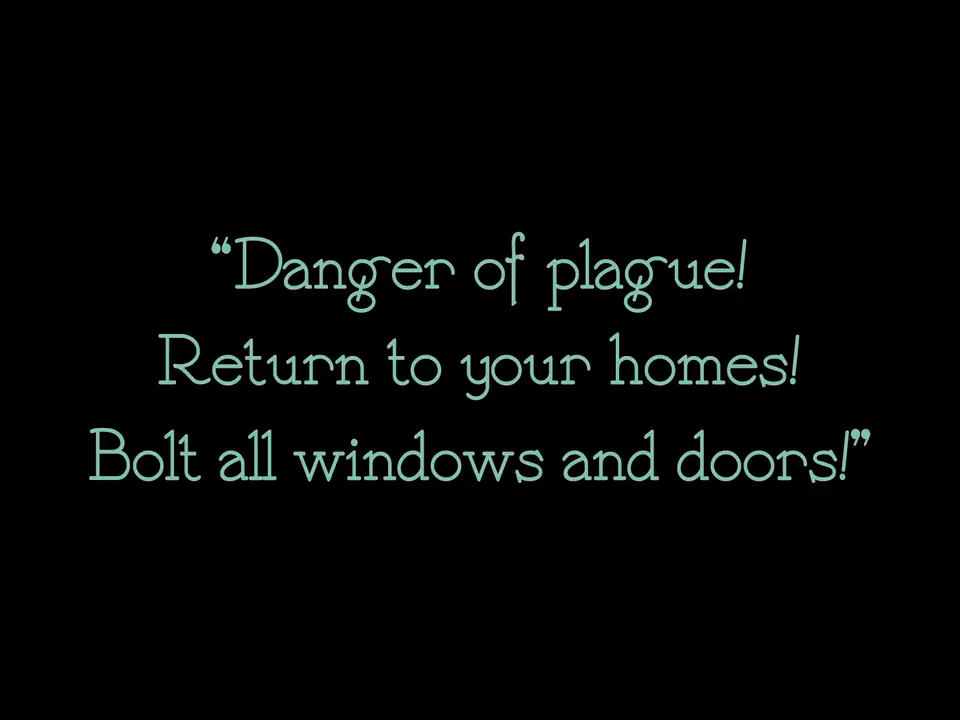 “Danger of plague!
Return to your homes!
Bolt all windows and doors!”